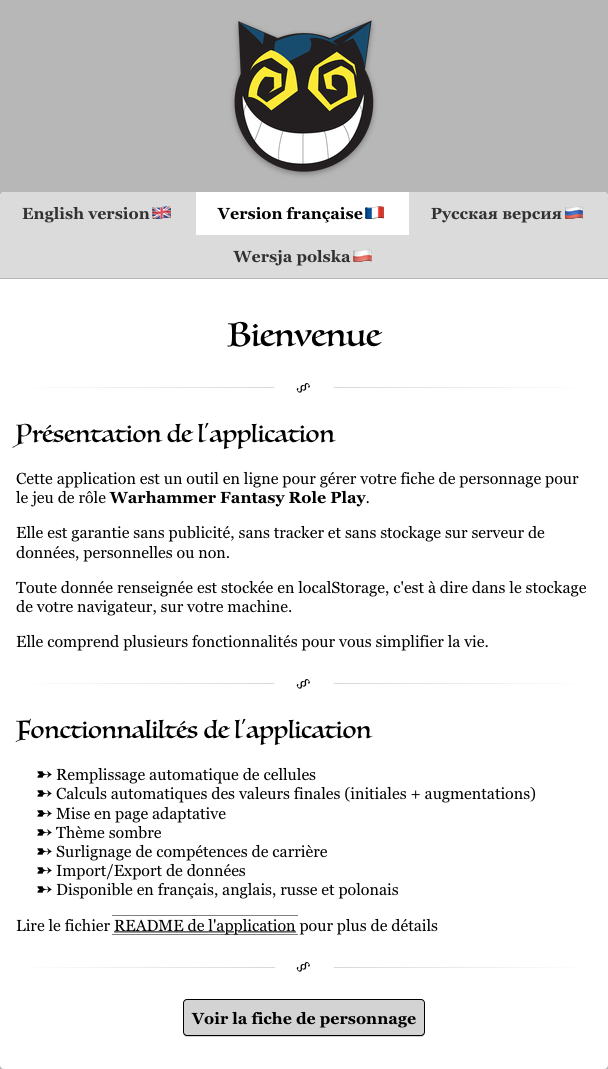 English version
Version française
Русская версия
Wersja polska
Bienvenue
Présentation de l'application
Cette application est un outil en ligne pour gérer votre fiche de personnage pour
le jeu de rôle Warhammer Fantasy Role Play.
Elle est garantie sans publicité, sans tracker et sans stockage sur serveur de
données, personnelles ou non.
Toute donnée renseignée est stockée en localStorage, c'est à dire dans le stockage
de votre navigateur, sur votre machine.
Elle comprend plusieurs fonctionnalités pour vous simplifier la vie.
Fonctionnaliltés de l'application
➳ Remplissage automatique de cellules
➳ Calculs automatiques des valeurs finales (initiales + augmentations)
➳ Mise en page adaptative
➳ Thème sombre
➳ Surlignage de compétences de carrière
➳ Import/Export de données
➳ Disponible en français, anglais, russe et polonais
Lire le fichier README de l'application pour plus de détails
Voir la fiche de personnage